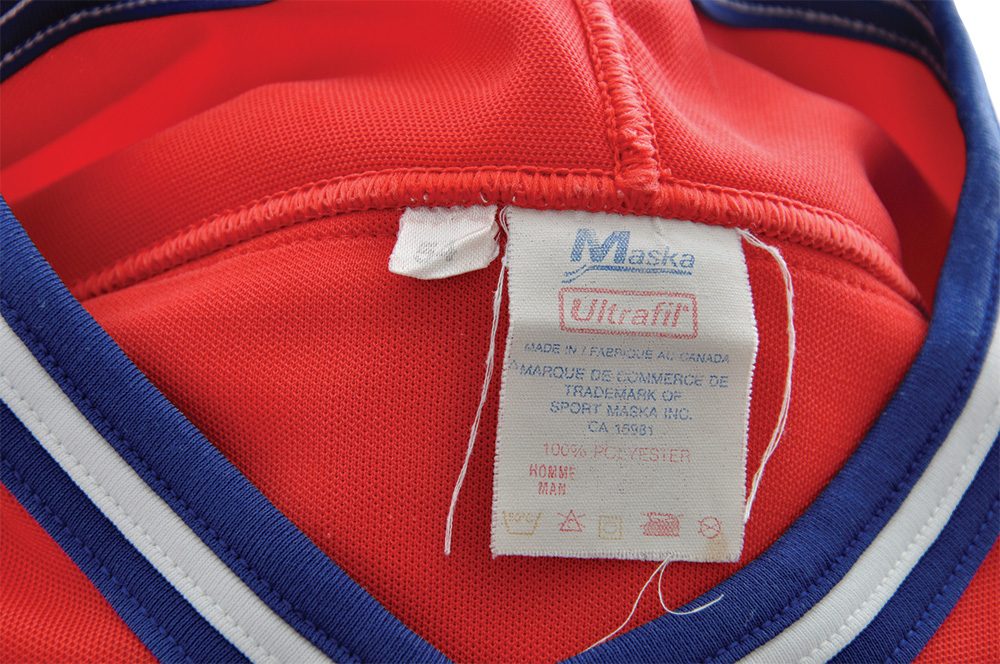 54
Maska
Ultrafil®
MADE IN / FABRIQUE AU CANADA
MARQUE DE COMMERCE DE
TRADEMARK OF
SPORT MASKA INC.
CA 15981
100% POLYESTER
HOMME
MAN